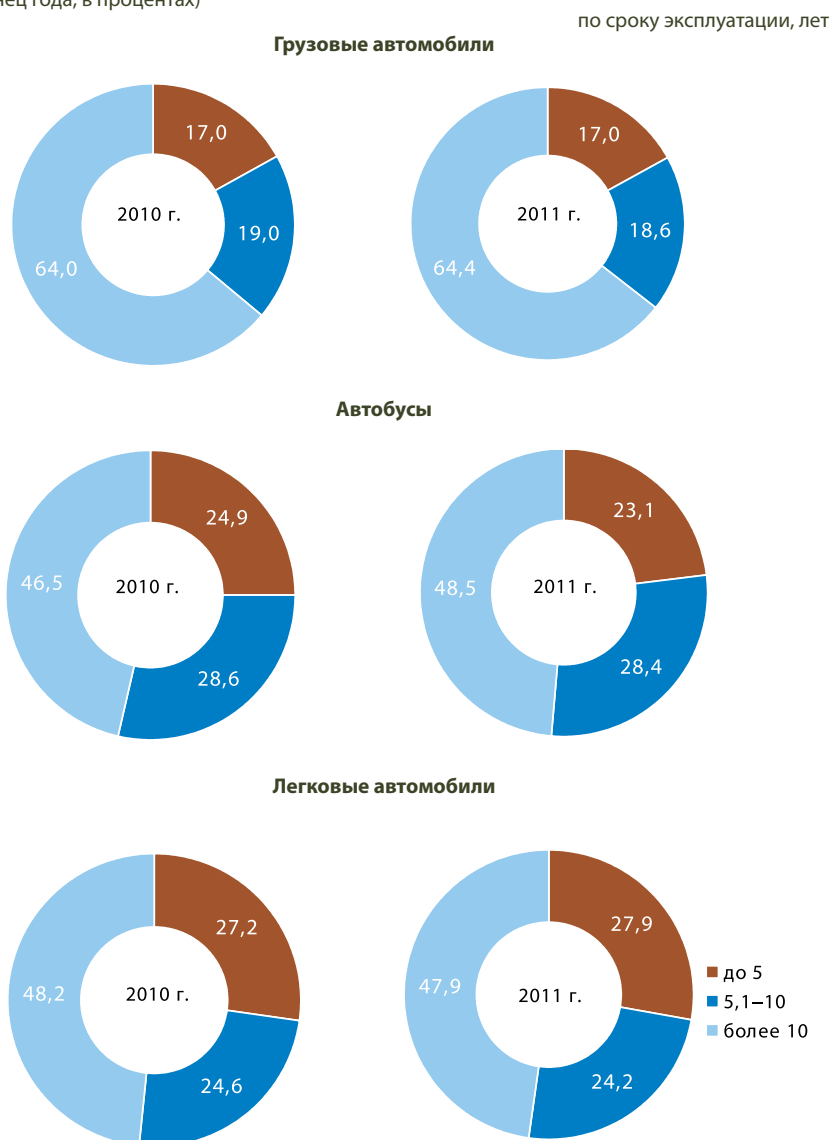 года, в процентах)
по сроку эксплуатации, лет
Грузовые автомобили
17,0
2010 г.
19,0
64,0
17,0
2011 г.
18,6
64,4
Автобусы
24,9
2010 г.
46,5
28,6
23,1
2011 г.
48,5
28,4
Легковые автомобили
27,2
2010 г.
48,2
24,6
27,9
2011 г.
47,9
24,2
до 5
5,1–10
более 10